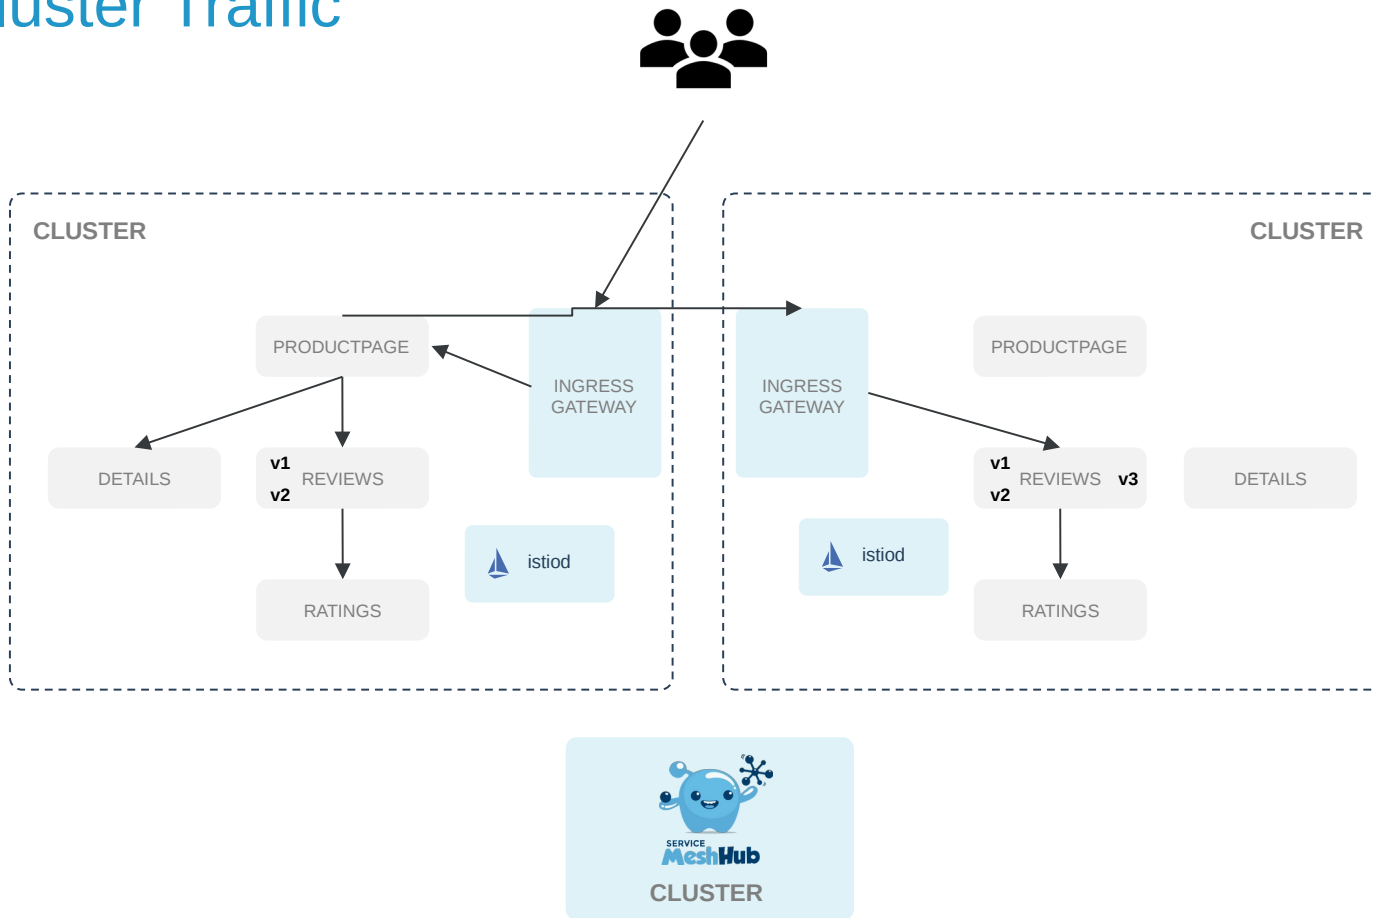 luster Traffic
CLUSTER
CLUSTER
PRODUCTPAGE
INGRESS
GATEWAY
INGRESS
GATEWAY
PRODUCTPAGE
DETAILS
v1
REVIEWS
v2
v1
REVIEWS
v3
v2
DETAILS
istiod
istiod
RATINGS
RATINGS
SERVICE
MeshHub
CLUSTER